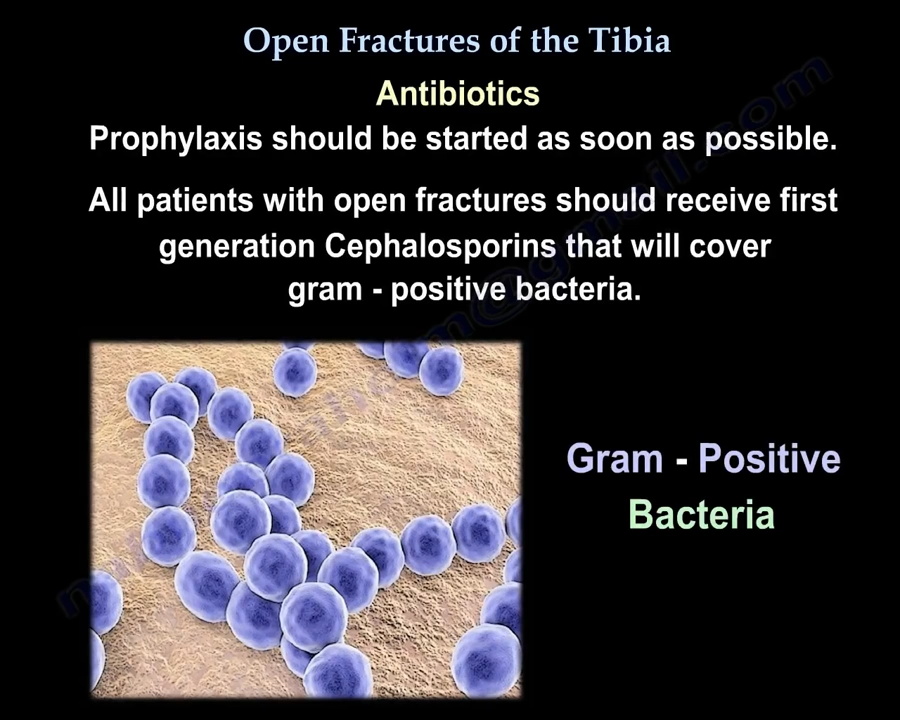 Open Fractures of the Tibia
Antibiotics
Prophylaxis should be started as soon as possible.
All patients with open fractures should receive first
generation Cephalosporins that will cover
gram - positive bacteria.
Gram - Positive
Bacteria